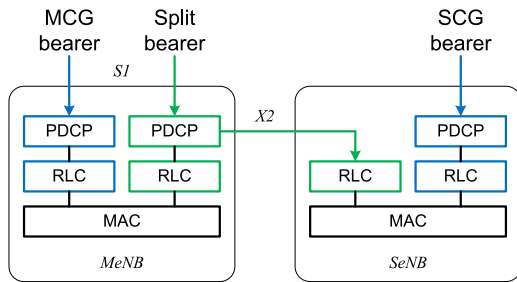 MCG
bearer
Split
bearer
SCG
bearer
S1
X2
PDCP
PDCP
PDCP
RLC
RLC
RLC
RLC
MAC
MAC
MeNB
SeNB